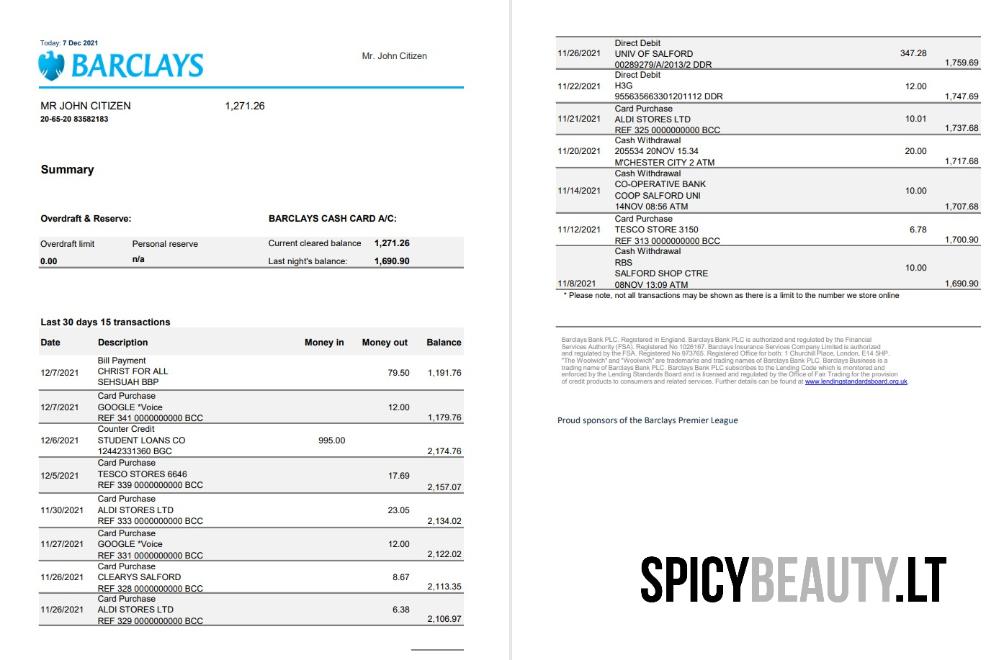 Today: 7 Dec 2021
BARCLAYS
Mr. John Citizen
MR JOHN CITIZEN 1,271.26
20-65-20 83582183
Summary
Overdraft & Reserve: BARCLAYS CASH CARD A/C:
Overdraft limit Personal reserve Current cleared balance 1,271.26
0.00 n/a Last night's balance: 1,690.90
Last 30 days 15 transactions
Date Description Money in Money out Balance
Bill Payment
12/7/2021 CHRIST FOR ALL 79.50 1,191.76
SEHSUAH BBP
Card Purchase
12/7/2021 GOOGLE *Voice 12.00
REF 341 0000000000 BCC 1,179.76
Counter Credit
12/6/2021 STUDENT LOANS CO 995.00
12442331360 BGC 2,174.76
Card Purchase
12/5/2021 TESCO STORES 6646 17.69
REF 339 0000000000 BCC 2,157.07
Card Purchase
11/30/2021 ALDI STORES LTD 23.05
REF 333 0000000000 BCC 2,134.02
Card Purchase
11/27/2021 GOOGLE *Voice 12.00
REF 331 0000000000 BCC 2,122.02
Card Purchase
11/26/2021 CLEARYS SALFORD 8.67
REF 328 0000000000 BCC 2,113.35
Card Purchase
11/26/2021 ALDI STORES LTD 6.38
REF 329 0000000000 BCC 2,106.97
Direct Debit
11/26/2021 UNIV OF SALFORD 347.28
00289279/A/2013/2 DDR 1,759.69
Direct Debit
11/22/2021 H3G 12.00
955635663301201112 DDR 1,747.69
Card Purchase
11/21/2021 ALDI STORES LTD 10.01
REF 325 0000000000 BCC 1,737.68
Cash Withdrawal
11/20/2021 205534 20NOV 15.34 20.00
M'CHESTER CITY 2 ATM 1,717.68
Cash Withdrawal
CO-OPERATIVE BANK
11/14/2021 COOP SALFORD UNI 10.00
14NOV 08:56 ATM 1,707.68
Card Purchase
11/12/2021 TESCO STORE 3150 6.78
REF 313 0000000000 BCC 1,700.90
Cash Withdrawal
RBS
SALFORD SHOP CTRE 10.00
11/8/2021 08NOV 13:09 ATM 1,690.90
* Please note, not all transactions may be shown as there is a limit to the number we store online
Barclays Bank PLC. Registered in England. Barclays Bank PLC is authorized and regulated by the Financial
Services Authority (FSA). Registered No 1026167. Barclays Insurance Services Company Limited is authorized
and regulated by the FSA. Registered No 973765. Registered Office for both: 1 Churchill Place, London, E14 5HP.
"The Woolwich" and "Woolwich" are trademarks and trading names of Barclays Bank PLC. Barclays Business is a
trading name of Barclays Bank PLC. Barclays Bank PLC subscribes to the Lending Code which is monitored and
enforced by the Lending Standards Board and is licensed and regulated by the Office of Fair Trading for the provision
of credit products to consumers and related services. Further details can be found at www.lendingstandardsboard.org.uk.
Proud sponsors of the Barclays Premier League
SPICYBEAUTY.LT